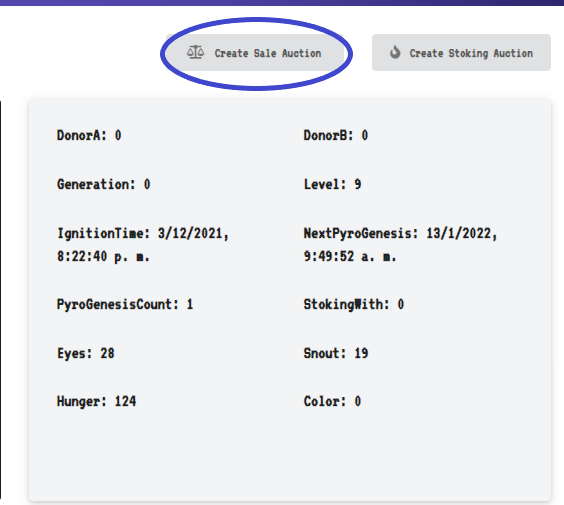 Create Sale Auction Create Stoking Auction
DonorA: 0 DonorB: 0
Generation: 0 Level: 9
IgnitionTime: 3/12/2021, NextPyroGenesis: 13/1/2022,
8:22:40 p. m. 9:49:52 a. m.
PyroGenesisCount: 1 StokingWith: 0
Eyes: 28 Snout: 19
Hunger: 124 Color: 0